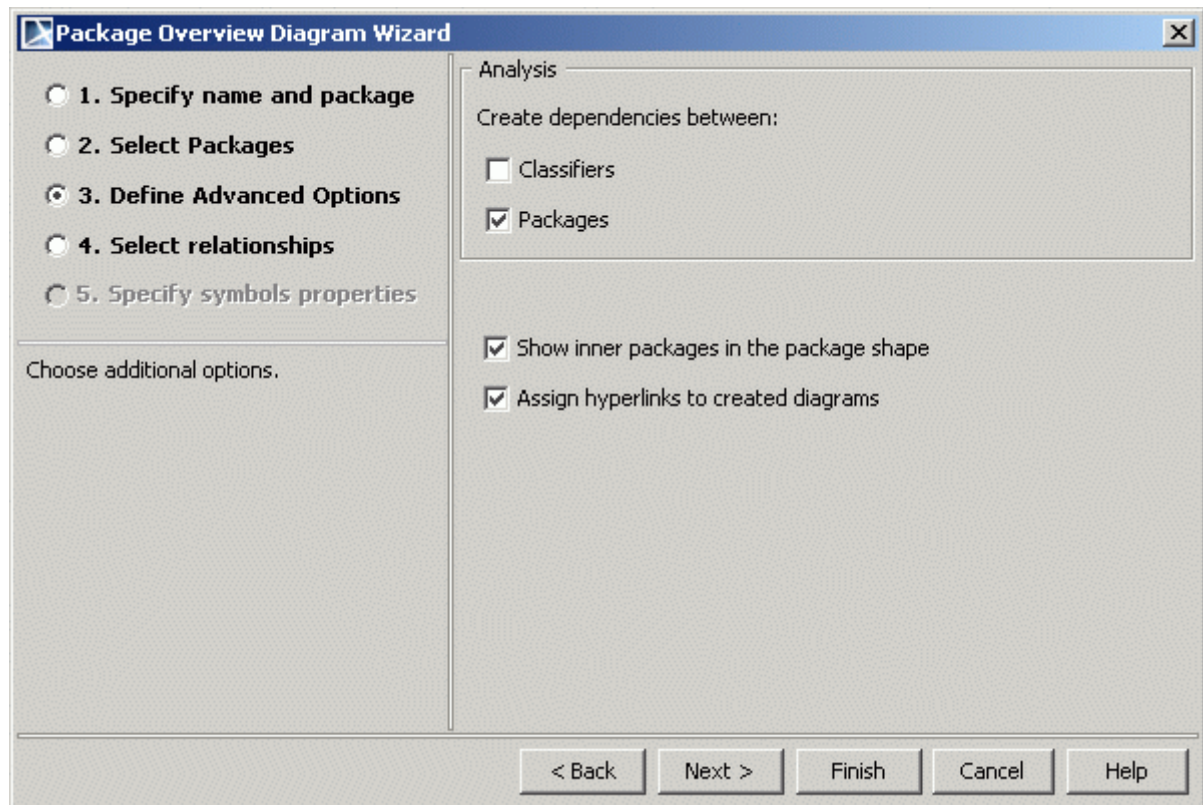 Package Overview Diagram Wizard
1. Specify name and package
2. Select Packages
3. Define Advanced Options
4. Select relationships
5. Specify symbols properties
Choose additional options.
Analysis
Create dependencies between:
Classifiers
Packages
Show inner packages in the package shape
Assign hyperlinks to created diagrams
< Back
Next >
Finish
Cancel
Help